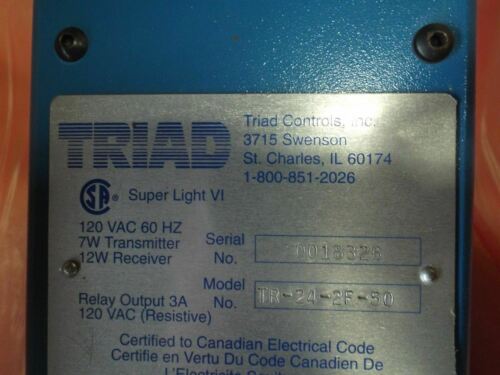 TRIAD
Triad Controls, Inc.
3715 Swenson
St. Charles, IL 60174
1-800-851-2026
SA
Super Light VI
120 VAC 60 HZ
7W Transmitter
12W Receiver
Serial
No.
0018328
Relay Output 3A
120 VAC (Resistive)
Model
No.
TR-24-2F-50
Certified to Canadian Electrical Code
Certifie en Vertu Du Code Canadien De